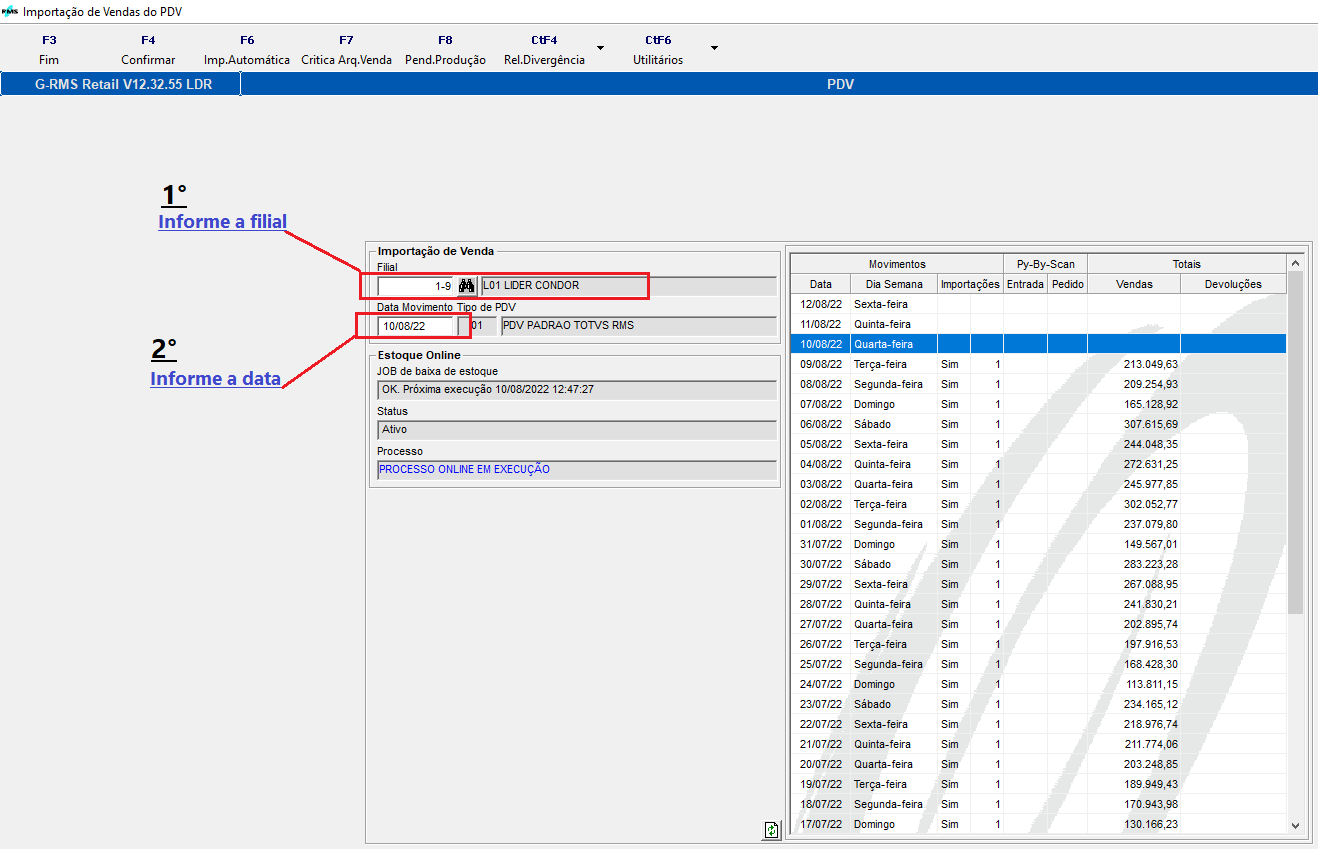 RMS Importação de Vendas do PDV
F3 F4 F6 F7 F8 CtF4 CtF6
Fim Confirmar Imp.Automática Critica Arq.Venda Pend.Produção Rel.Divergência Utilitários
G-RMS Retail V12.32.55 LDR PDV
1°
Informe a filial
2°
Informe a data
Importação de Venda
Filial
1-9 L01 LIDER CONDOR
Data Movimento Tipo de PDV
10/08/22 01 PDV PADRAO TOTVS RMS
Estoque Online
JOB de baixa de estoque
OK. Próxima execução 10/08/2022 12:47:27
Status
Ativo
Processo
PROCESSO ONLINE EM EXECUÇÃO
Movimentos Py-By-Scan Totais
Data Dia Semana Importações Entrada Pedido Vendas Devoluções
12/08/22 Sexta-feira
11/08/22 Quinta-feira
10/08/22 Quarta-feira
09/08/22 Terça-feira Sim 1 213.049,63
08/08/22 Segunda-feira Sim 1 209.254,93
07/08/22 Domingo Sim 1 165.128,92
06/08/22 Sábado Sim 1 307.615,69
05/08/22 Sexta-feira Sim 1 244.048,35
04/08/22 Quinta-feira Sim 1 272.631,25
03/08/22 Quarta-feira Sim 1 245.977,85
02/08/22 Terça-feira Sim 1 302.052,77
01/08/22 Segunda-feira Sim 1 237.079,80
31/07/22 Domingo Sim 1 149.567,01
30/07/22 Sábado Sim 1 283.223,28
29/07/22 Sexta-feira Sim 1 267.088,95
28/07/22 Quinta-feira Sim 1 241.830,21
27/07/22 Quarta-feira Sim 1 202.895,74
26/07/22 Terça-feira Sim 1 197.916,53
25/07/22 Segunda-feira Sim 1 168.428,30
24/07/22 Domingo Sim 1 113.811,15
23/07/22 Sábado Sim 1 234.165,12
22/07/22 Sexta-feira Sim 1 218.976,74
21/07/22 Quinta-feira Sim 1 211.774,06
20/07/22 Quarta-feira Sim 1 203.248,85
19/07/22 Terça-feira Sim 1 189.949,43
18/07/22 Segunda-feira Sim 1 170.943,98
17/07/22 Domingo Sim 1 130.166,23